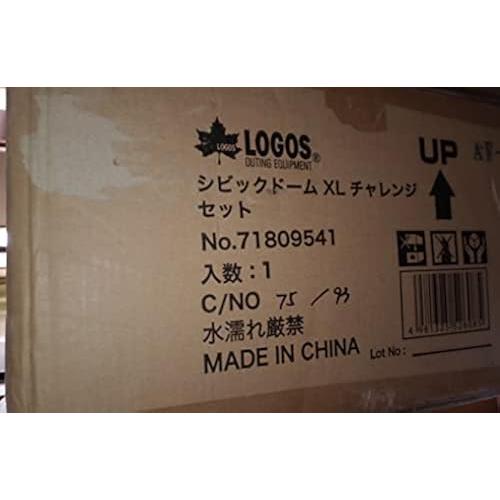 LOGOS
LOGOS®
OUTING EQUIPMENT
UP
シビックドーム XL チャレンジ
セット
No.71809541
入数：1
C/NO 75 / 93
水濡れ厳禁
MADE IN CHINA
Lot No :